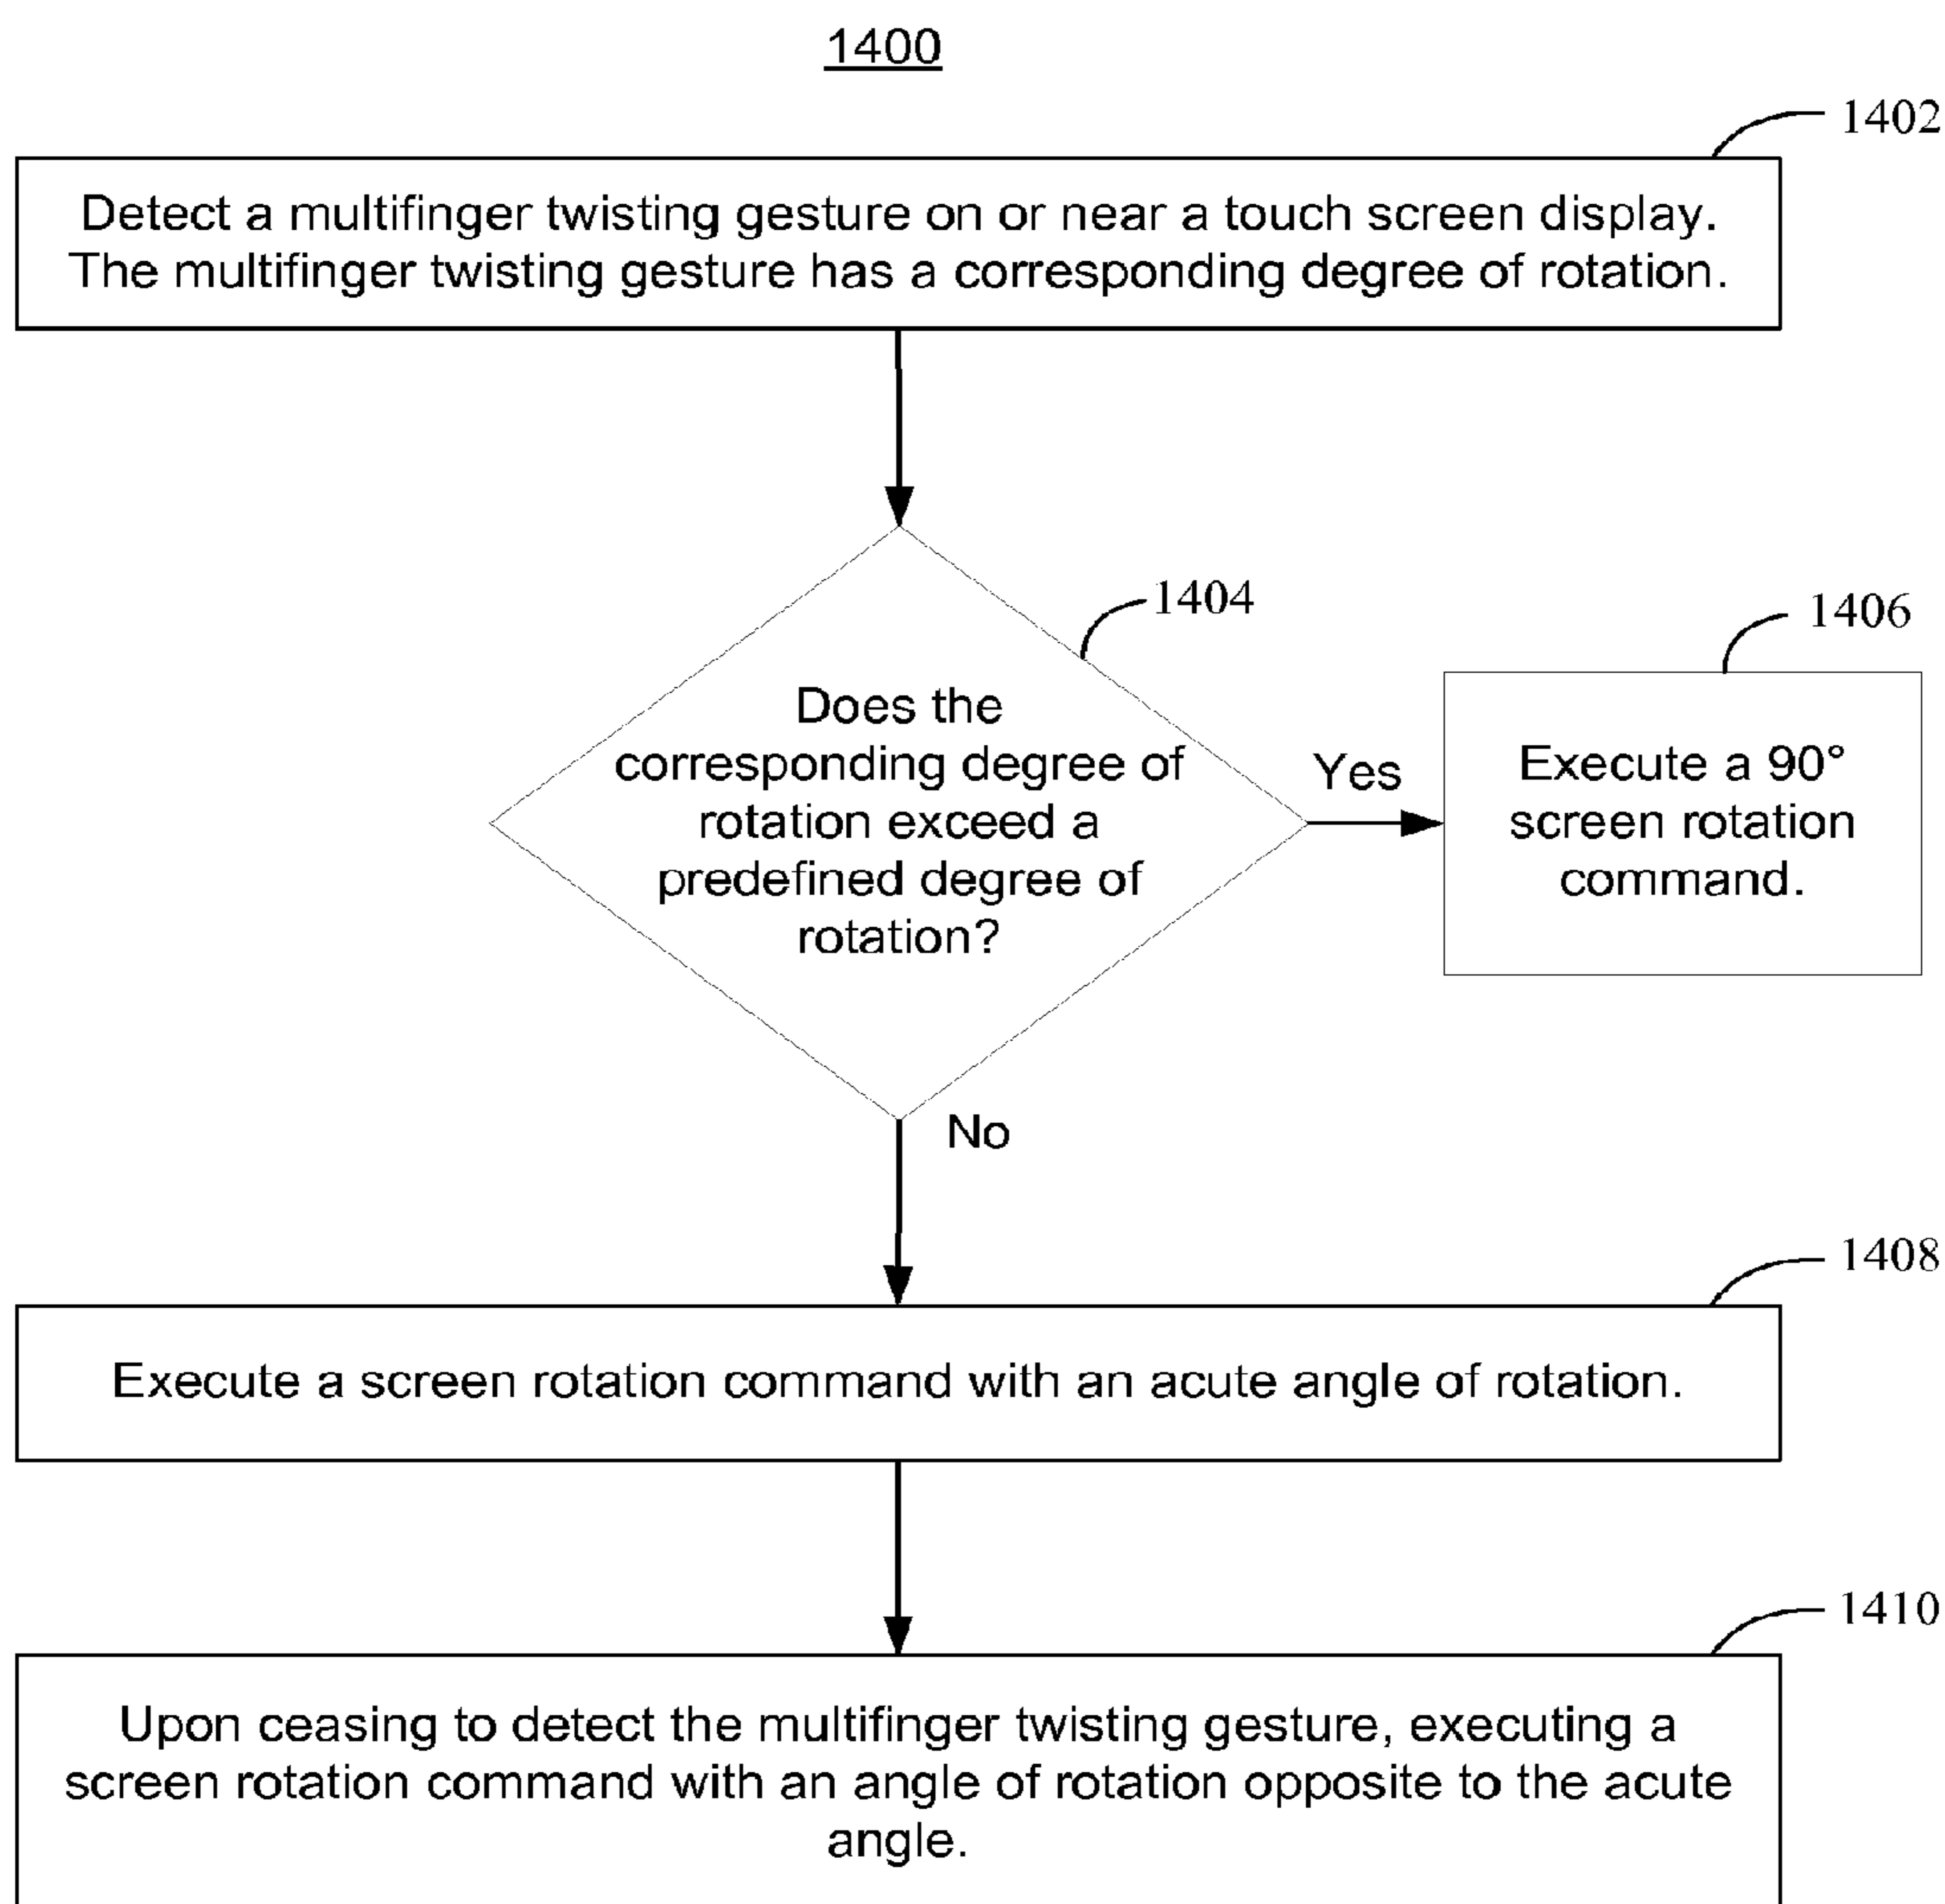 1400
1402
Detect a multifinger twisting gesture on or near a touch screen display.
The multifinger twisting gesture has a corresponding degree of rotation.
1404
Does the
corresponding degree of
rotation exceed a
predefined degree of
rotation?
Yes
1406
Execute a 90°
screen rotation
command.
No
1408
Execute a screen rotation command with an acute angle of rotation.
1410
Upon ceasing to detect the multifinger twisting gesture, executing a
screen rotation command with an angle of rotation opposite to the acute
angle.